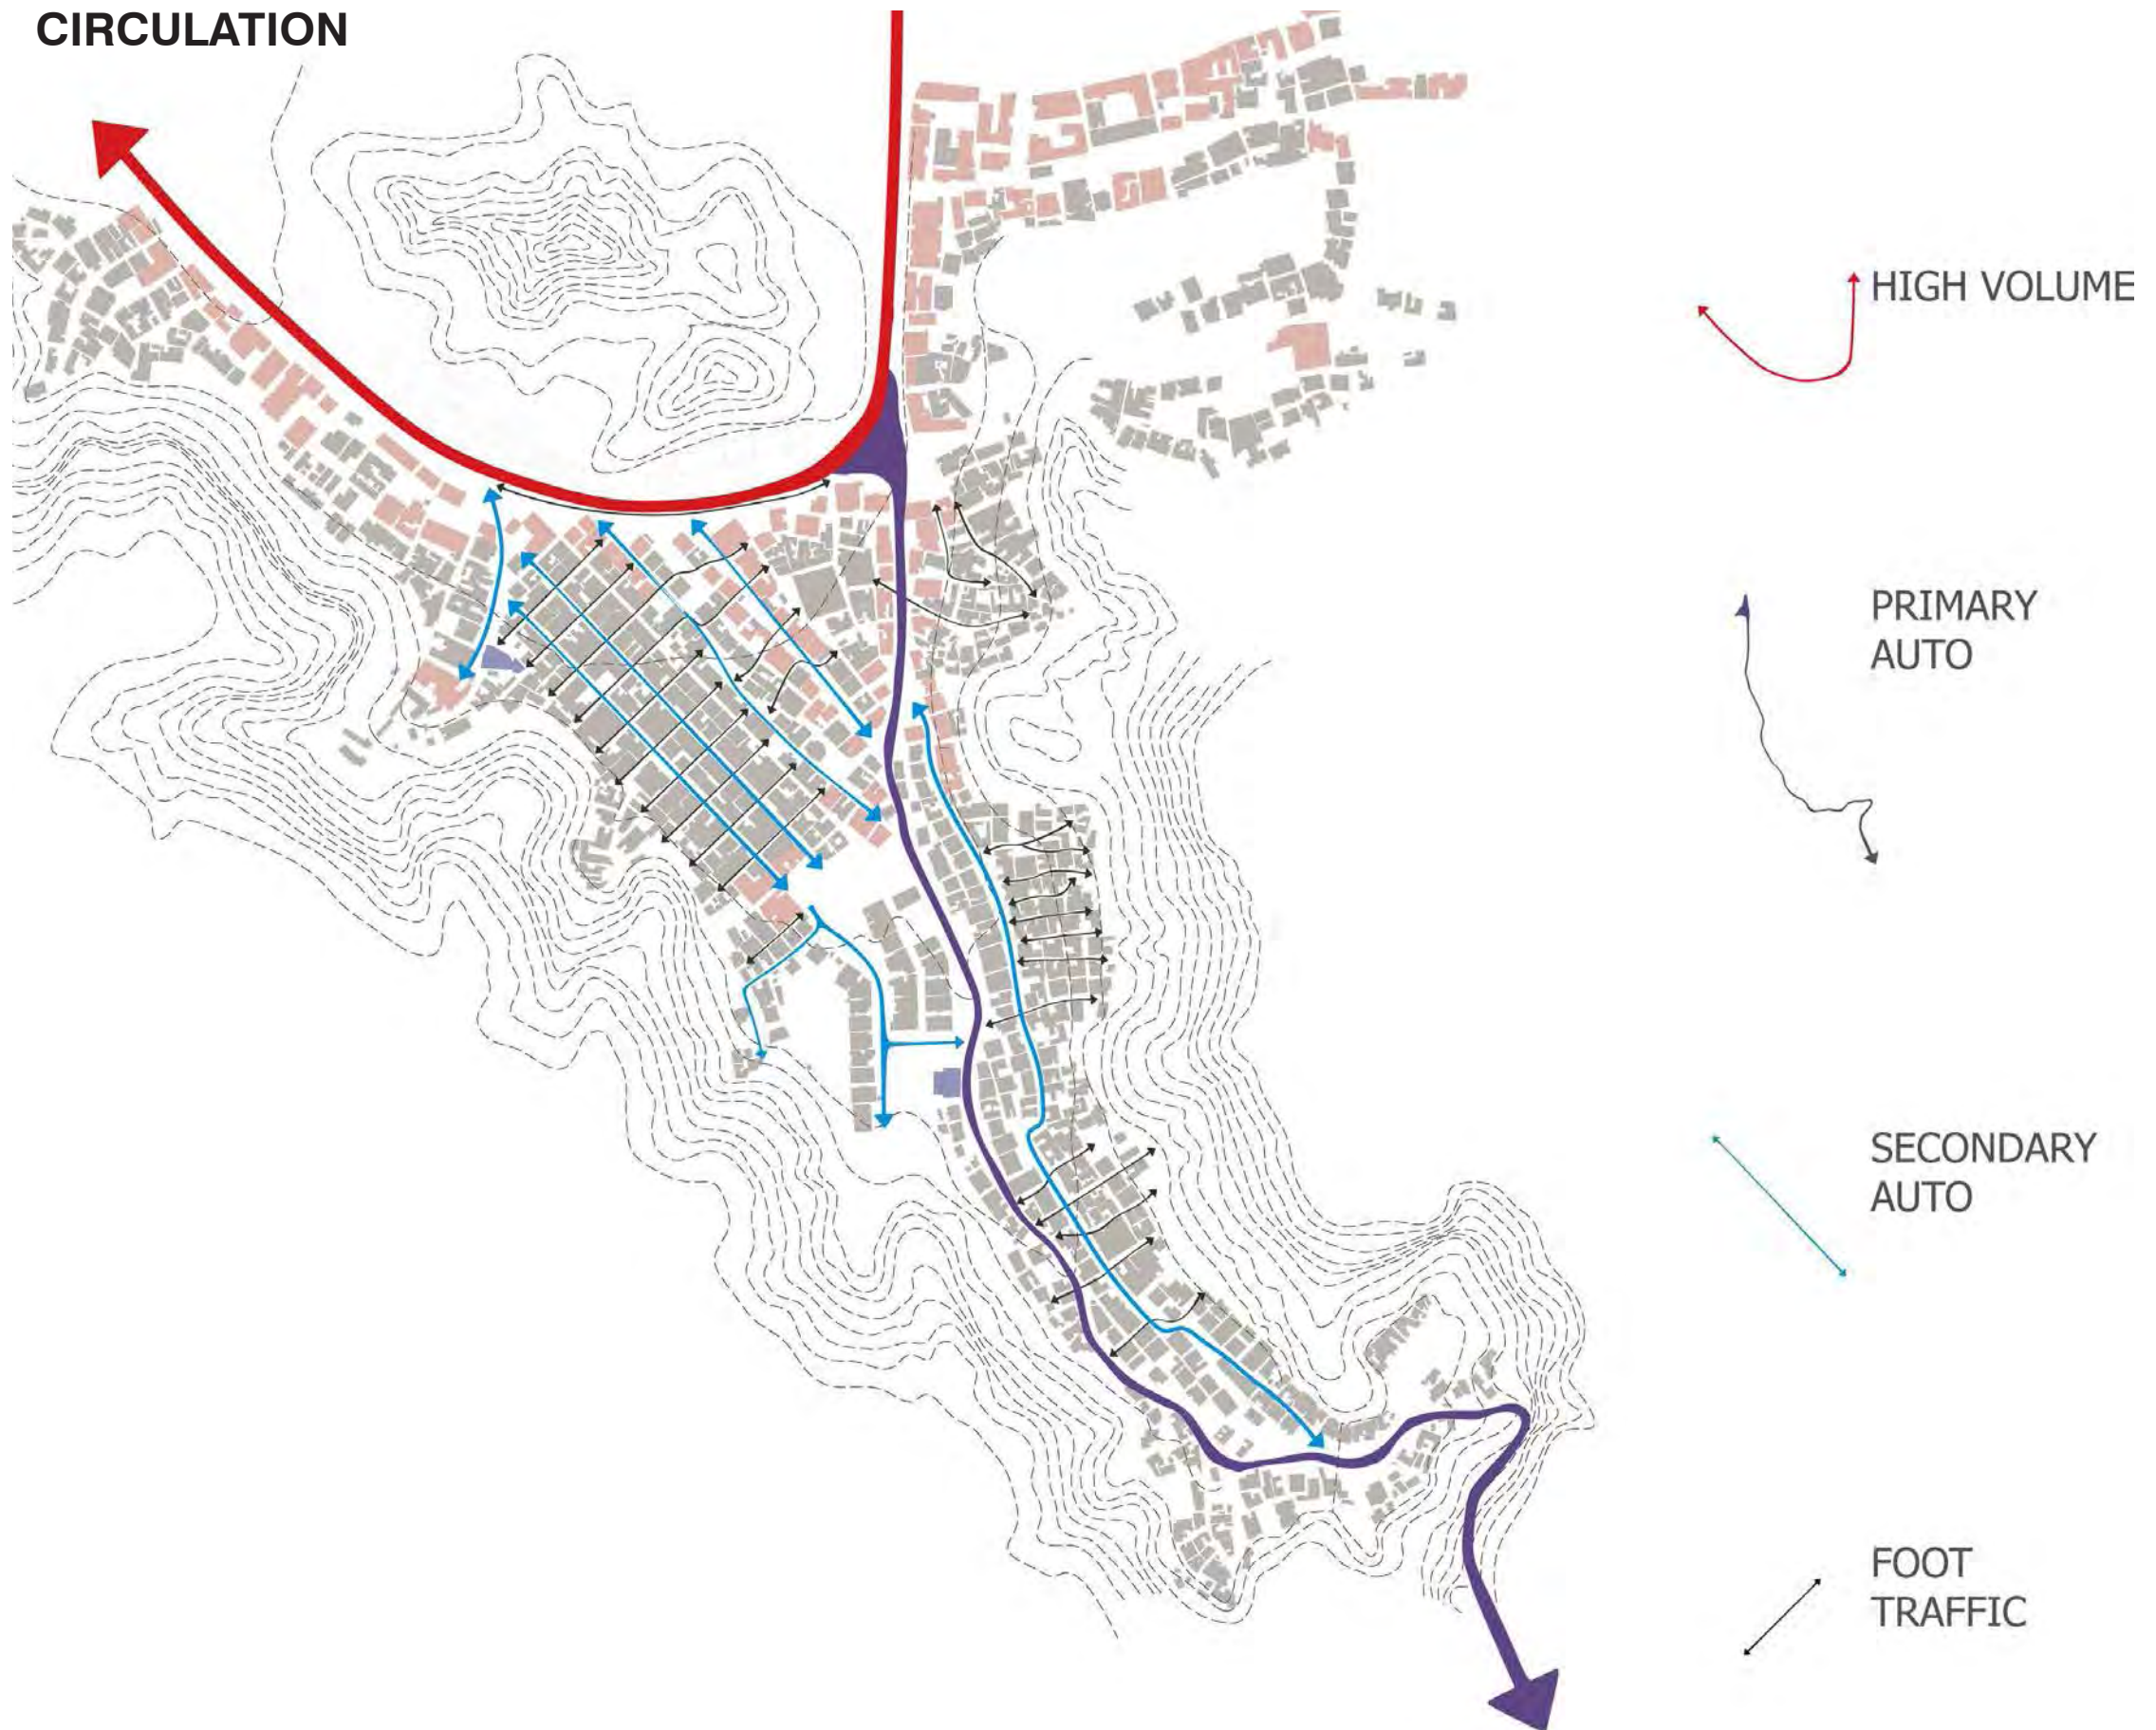 CIRCULATION
HIGH VOLUME
PRIMARY
AUTO
SECONDARY
AUTO
FOOT
TRAFFIC